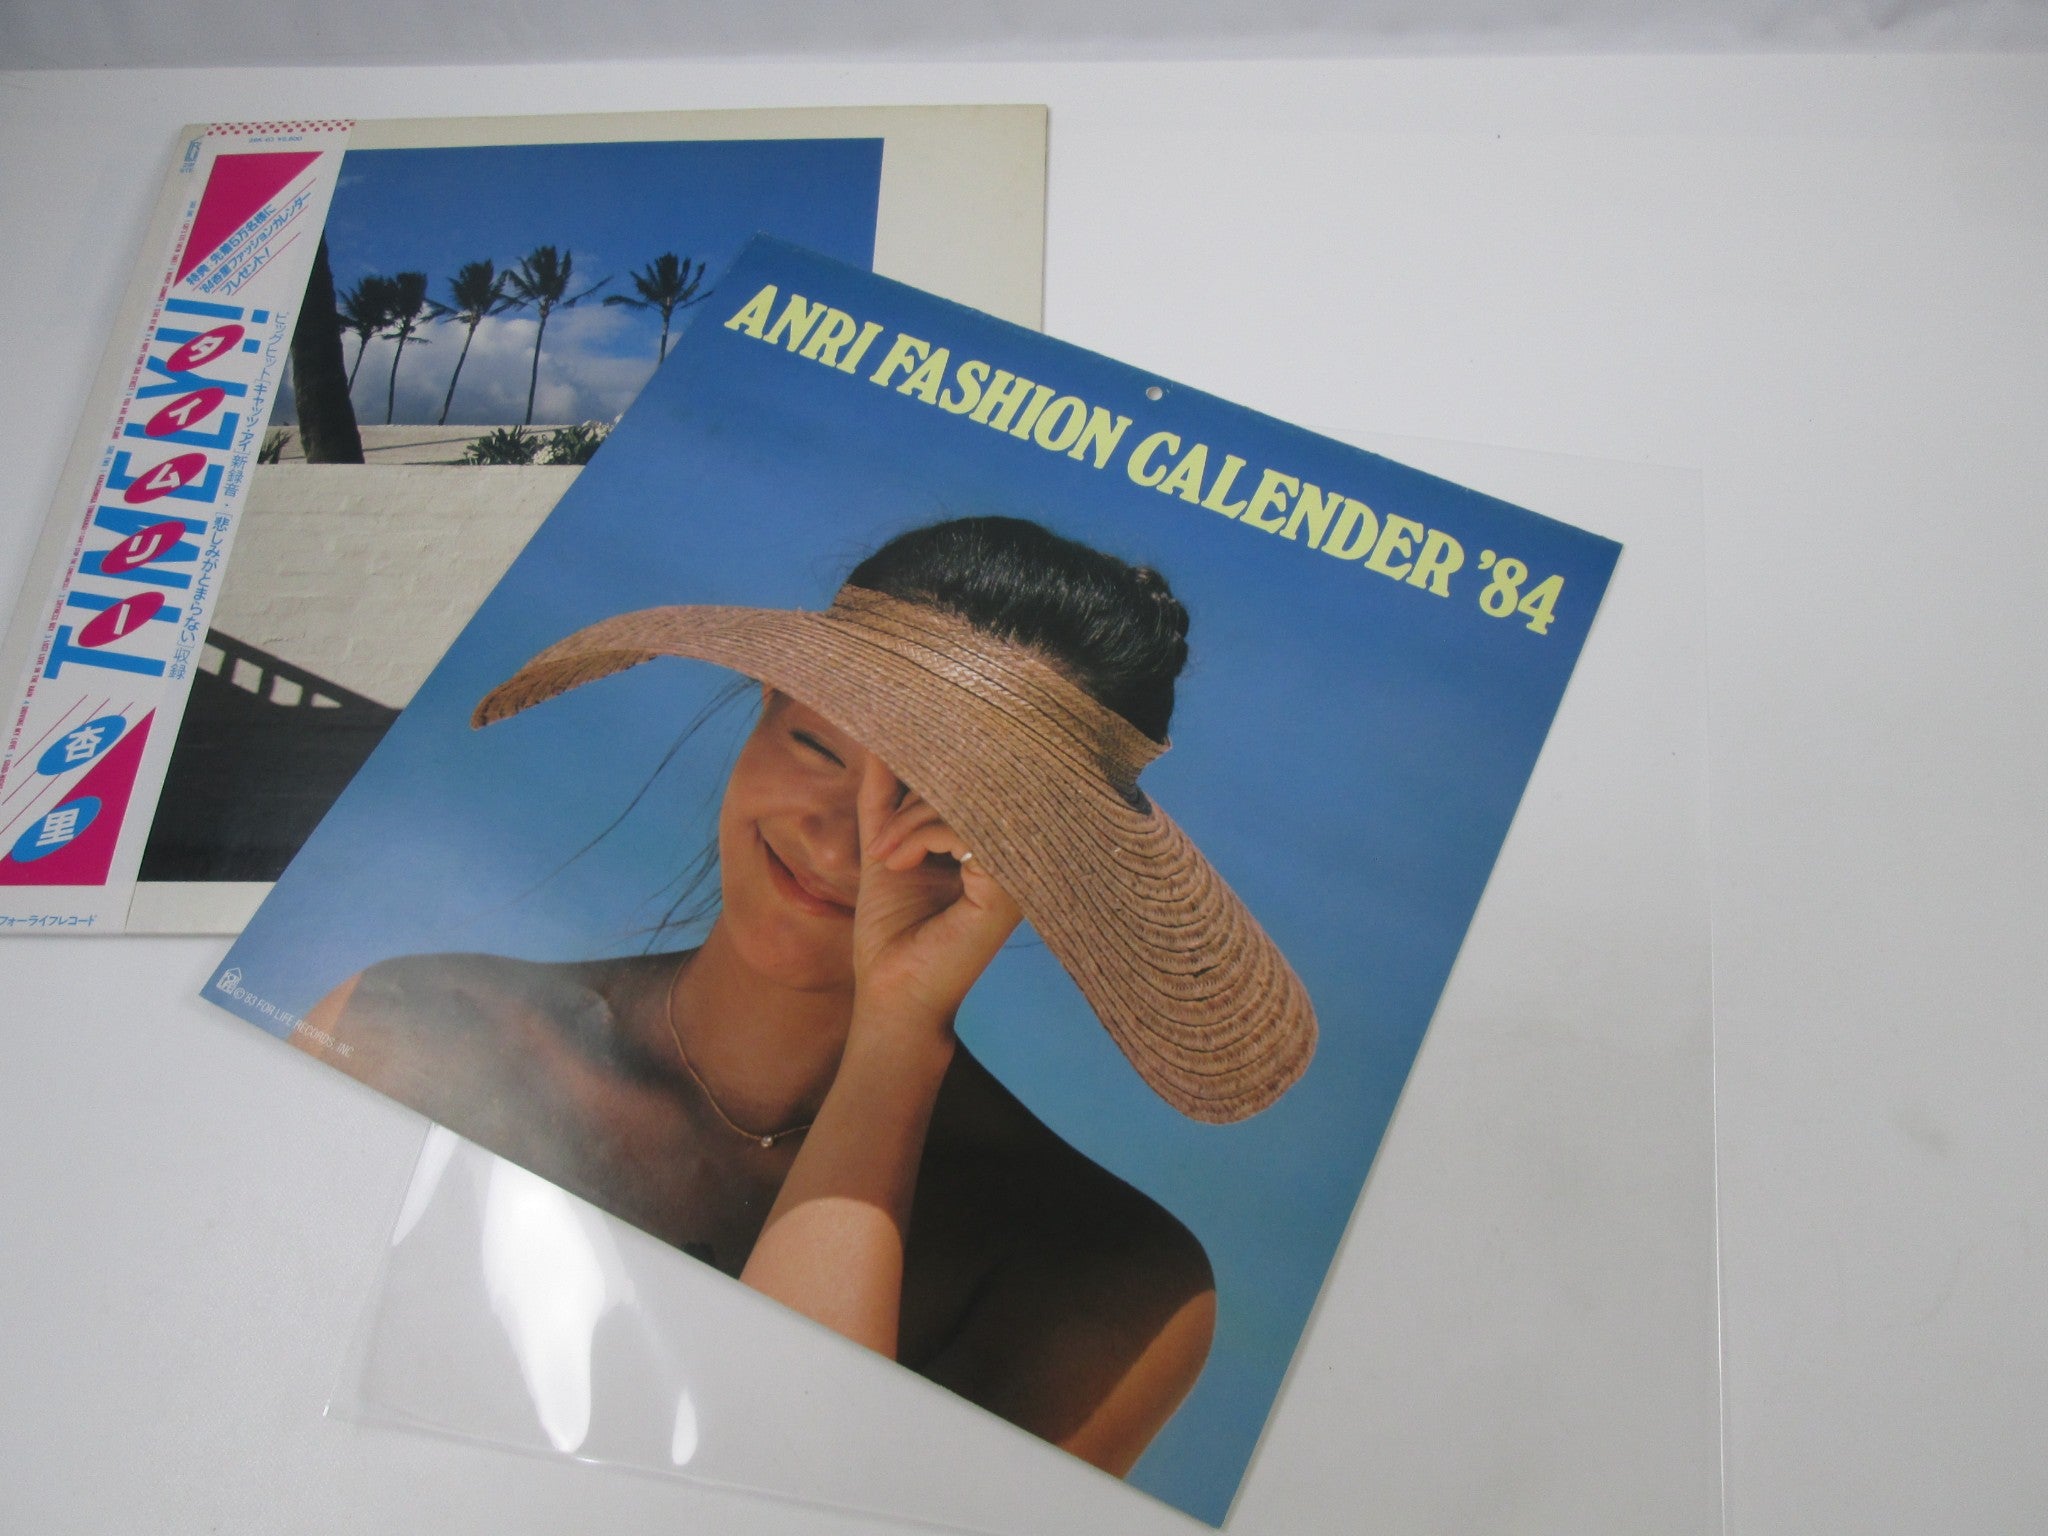 28K-63 ¥2,800
特典:先着5万名様に
'84杏里ファッションカレンダー
プレゼント!
TIMELY!!
タイムリー
ビッグヒット[キャッツ・アイ]新録音・[悲しみがとまらない]収録
杏里
フォーライフレコード
ANRI FASHION CALENDER '84
© '83 FOR LIFE RECORDS, INC